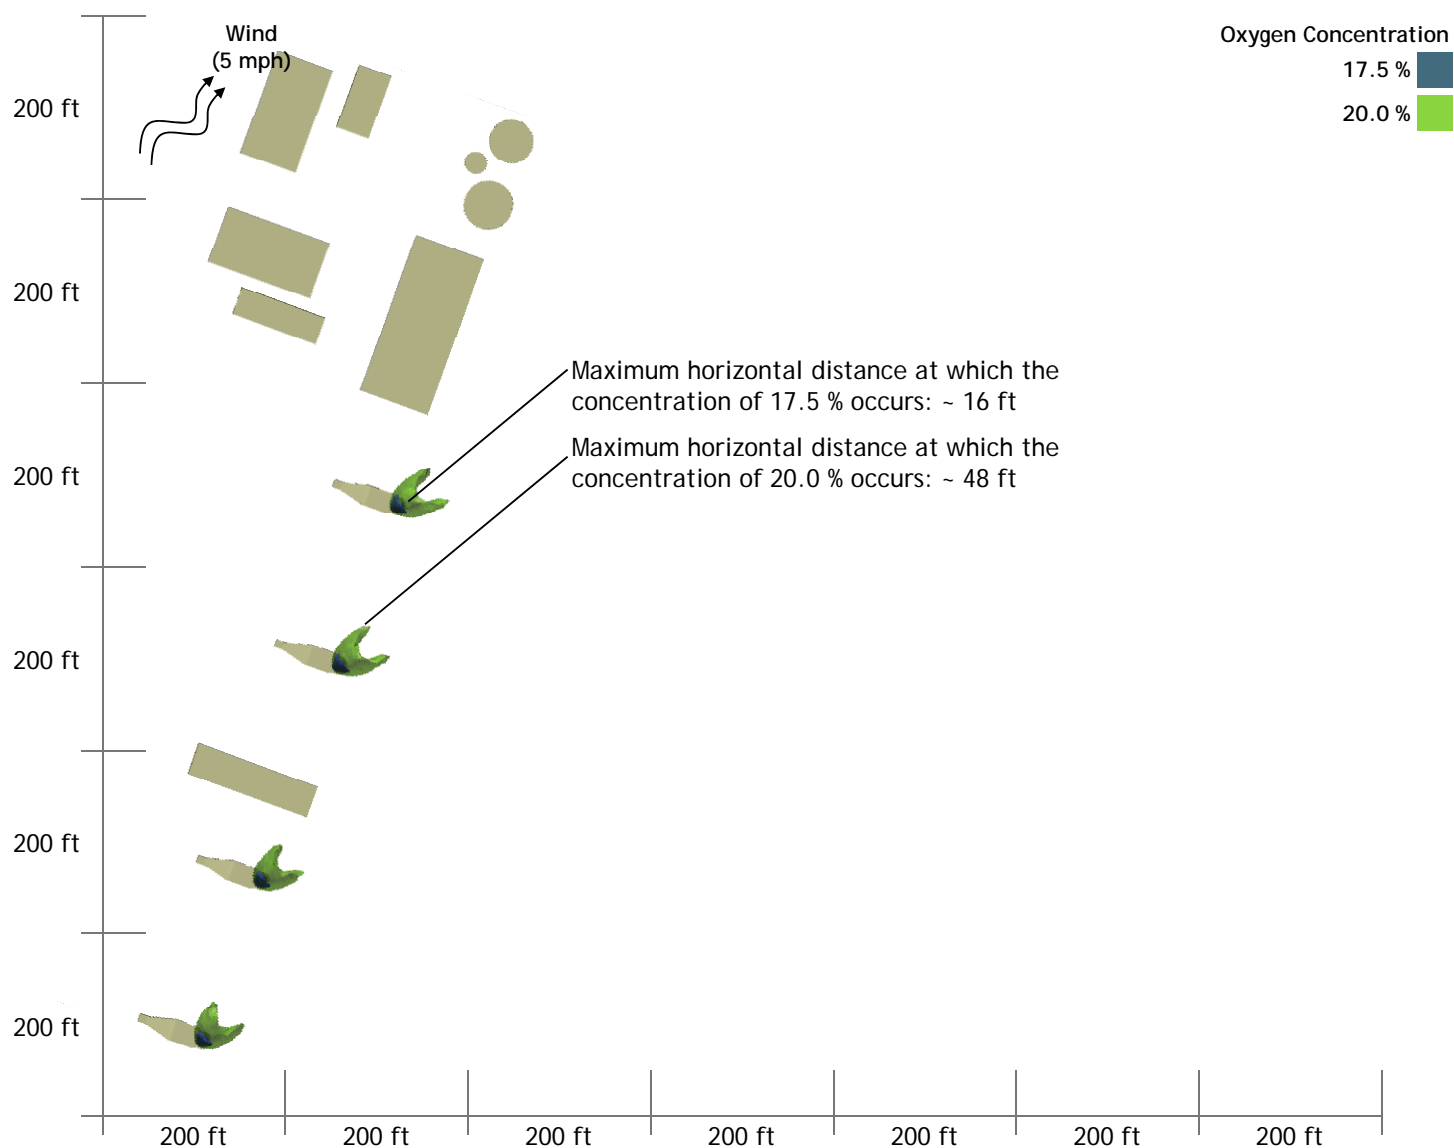 Wind
(5 mph)
Oxygen Concentration
17.5 %
20.0 %
200 ft
200 ft
Maximum horizontal distance at which the
concentration of 17.5 % occurs: ~ 16 ft
Maximum horizontal distance at which the
concentration of 20.0 % occurs: ~ 48 ft
200 ft
200 ft
200 ft
200 ft
200 ft
200 ft
200 ft
200 ft
200 ft
200 ft
200 ft